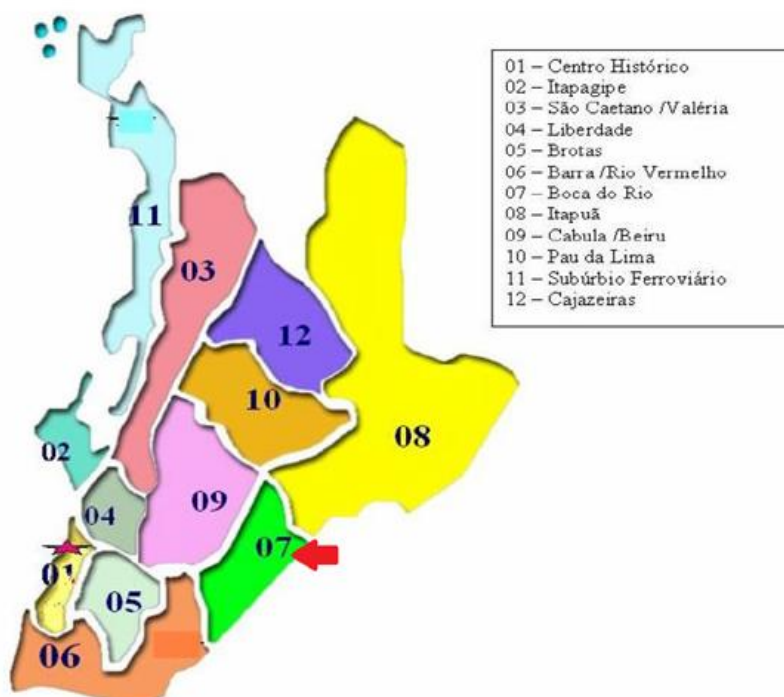 01 – Centro Histórico
02 – Itapagipe
03 – São Caetano /Valéria
04 – Liberdade
05 – Brotas
06 – Barra /Rio Vermelho
07 – Boca do Rio
08 – Itapuã
09 – Cabula /Beiru
10 – Pau da Lima
11 – Subúrbio Ferroviário
12 – Cajazeiras
11
03
12
10
02
08
09
04
07
01
05
06